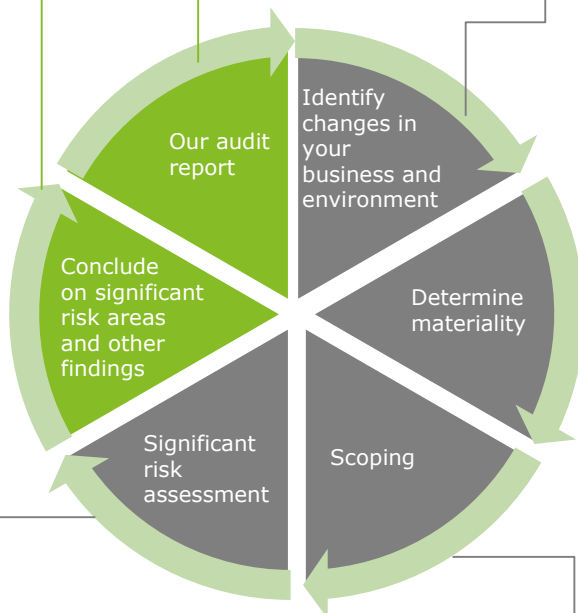 Identify
changes in
your
business and
environment
Determine
materiality
Scoping
Significant
risk
assessment
Conclude
on significant
risk areas
and other
findings
Our audit
report